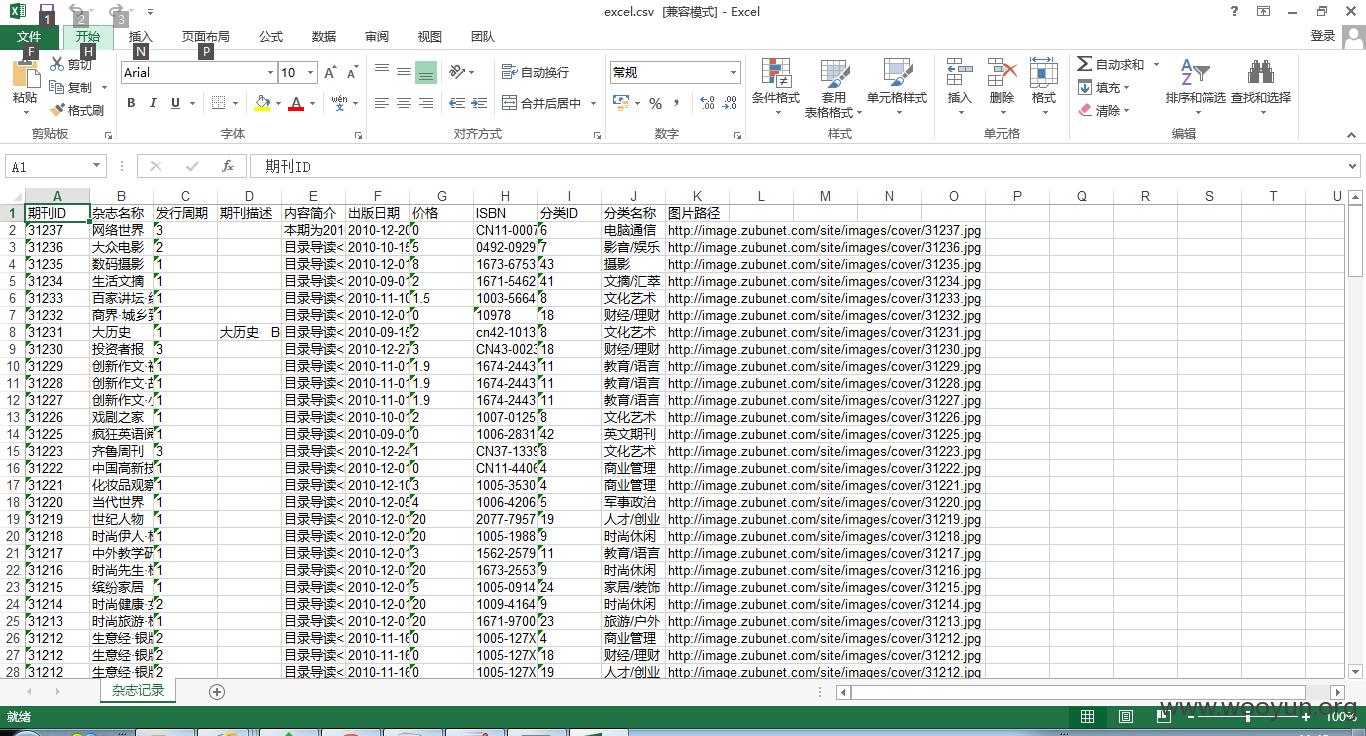 1 2 3
excel.csv [兼容模式] - Excel
文件 开始 插入 页面布局 公式 数据 审阅 视图 团队 登录
F H N P
粘贴 剪切 复制 格式刷 剪贴板
Arial 10 B I U A wén 字体
自动换行 合并后居中 对齐方式
常规 % , 数字
条件格式 套用表格格式 单元格样式 样式
插入 删除 格式 单元格
自动求和 填充 清除 排序和筛选 查找和选择 编辑
A1 fx 期刊ID
A B C D E F G H I J K L M N O P Q R S T U
1 期刊ID 杂志名称 发行周期 期刊描述 内容简介 出版日期 价格 ISBN 分类ID 分类名称 图片路径
2 31237 网络世界 3 本期为201 2010-12-20 0 CN11-0007 6 电脑通信 http://image.zubunet.com/site/images/cover/31237.jpg
3 31236 大众电影 2 目录导读< 2010-10-15 5 0492-0929 7 影音/娱乐 http://image.zubunet.com/site/images/cover/31236.jpg
4 31235 数码摄影 1 目录导读< 2010-12-01 8 1673-6753 43 摄影 http://image.zubunet.com/site/images/cover/31235.jpg
5 31234 生活文摘 1 目录导读< 2010-09-01 2 1671-5462 41 文摘/汇萃 http://image.zubunet.com/site/images/cover/31234.jpg
6 31233 百家讲坛· 1 目录导读< 2010-11-10 1.5 1003-5664 8 文化艺术 http://image.zubunet.com/site/images/cover/31233.jpg
7 31232 商界·城乡 1 目录导读< 2010-12-01 0 10978 18 财经/理财 http://image.zubunet.com/site/images/cover/31232.jpg
8 31231 大历史 1 大历史 B 目录导读< 2010-09-15 2 cn42-1013 8 文化艺术 http://image.zubunet.com/site/images/cover/31231.jpg
9 31230 投资者报 3 目录导读< 2010-12-27 3 CN43-0023 18 财经/理财 http://image.zubunet.com/site/images/cover/31230.jpg
10 31229 创新作文· 1 目录导读< 2010-11-01 1.9 1674-2443 11 教育/语言 http://image.zubunet.com/site/images/cover/31229.jpg
11 31228 创新作文· 1 目录导读< 2010-11-01 1.9 1674-2443 11 教育/语言 http://image.zubunet.com/site/images/cover/31228.jpg
12 31227 创新作文· 1 目录导读< 2010-11-01 1.9 1674-2443 11 教育/语言 http://image.zubunet.com/site/images/cover/31227.jpg
13 31226 戏剧之家 1 目录导读< 2010-10-01 2 1007-0125 8 文化艺术 http://image.zubunet.com/site/images/cover/31226.jpg
14 31225 疯狂英语阅 1 目录导读< 2010-09-01 0 1006-2831 42 英文期刊 http://image.zubunet.com/site/images/cover/31225.jpg
15 31223 齐鲁周刊 3 目录导读< 2010-12-24 1 CN37-1339 8 文化艺术 http://image.zubunet.com/site/images/cover/31223.jpg
16 31222 中国高新技 1 目录导读< 2010-12-01 0 CN11-4406 4 商业管理 http://image.zubunet.com/site/images/cover/31222.jpg
17 31221 化妆品观察 1 目录导读< 2010-12-10 3 1005-3530 4 商业管理 http://image.zubunet.com/site/images/cover/31221.jpg
18 31220 当代世界 1 目录导读< 2010-12-05 4 1006-4206 5 军事政治 http://image.zubunet.com/site/images/cover/31220.jpg
19 31219 世纪人物 1 目录导读< 2010-12-01 20 2077-7957 19 人才/创业 http://image.zubunet.com/site/images/cover/31219.jpg
20 31218 时尚伊人· 1 目录导读< 2010-12-01 20 1005-1988 9 时尚休闲 http://image.zubunet.com/site/images/cover/31218.jpg
21 31217 中外教学研 1 目录导读< 2010-12-01 3 1562-2579 11 教育/语言 http://image.zubunet.com/site/images/cover/31217.jpg
22 31216 时尚先生· 1 目录导读< 2010-12-01 20 1673-2553 9 时尚休闲 http://image.zubunet.com/site/images/cover/31216.jpg
23 31215 缤纷家居 1 目录导读< 2010-12-01 5 1005-0914 24 家居/装饰 http://image.zubunet.com/site/images/cover/31215.jpg
24 31214 时尚健康· 2 目录导读< 2010-12-01 20 1009-4164 9 时尚休闲 http://image.zubunet.com/site/images/cover/31214.jpg
25 31213 时尚旅游· 1 目录导读< 2010-12-01 20 1671-9700 23 旅游/户外 http://image.zubunet.com/site/images/cover/31213.jpg
26 31212 生意经·银 2 目录导读< 2010-11-16 0 1005-127X 4 商业管理 http://image.zubunet.com/site/images/cover/31212.jpg
27 31212 生意经·银 2 目录导读< 2010-11-16 0 1005-127X 18 财经/理财 http://image.zubunet.com/site/images/cover/31212.jpg
28 31212 生意经·银 2 目录导读< 2010-11-16 0 1005-127X 19 人才/创业 http://image.zubunet.com/site/images/cover/31212.jpg
杂志记录
就绪 100%
www.wooyun.org